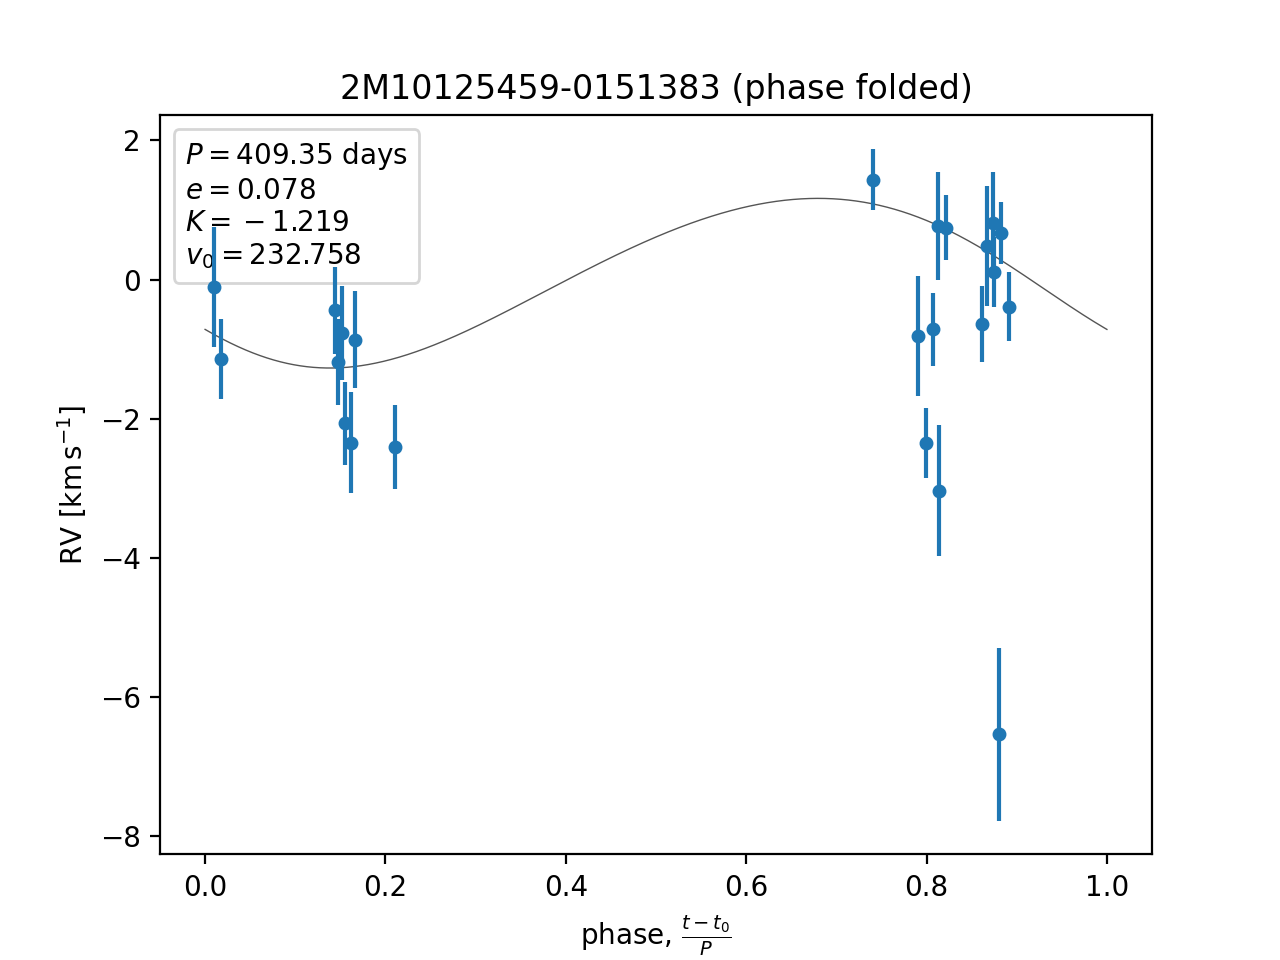 2M10125459-0151383 (phase folded)
P = 409.35 days
e = 0.078
K = −1.219
v₀ = 232.758
RV [km s⁻¹]
2
0
−2
−4
−6
−8
0.0 0.2 0.4 0.6 0.8 1.0
phase, (t − t₀)/P